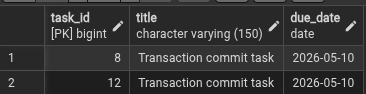 task_id title due_date
[PK] bigint character varying (150) date
1 8 Transaction commit task 2026-05-10
2 12 Transaction commit task 2026-05-10